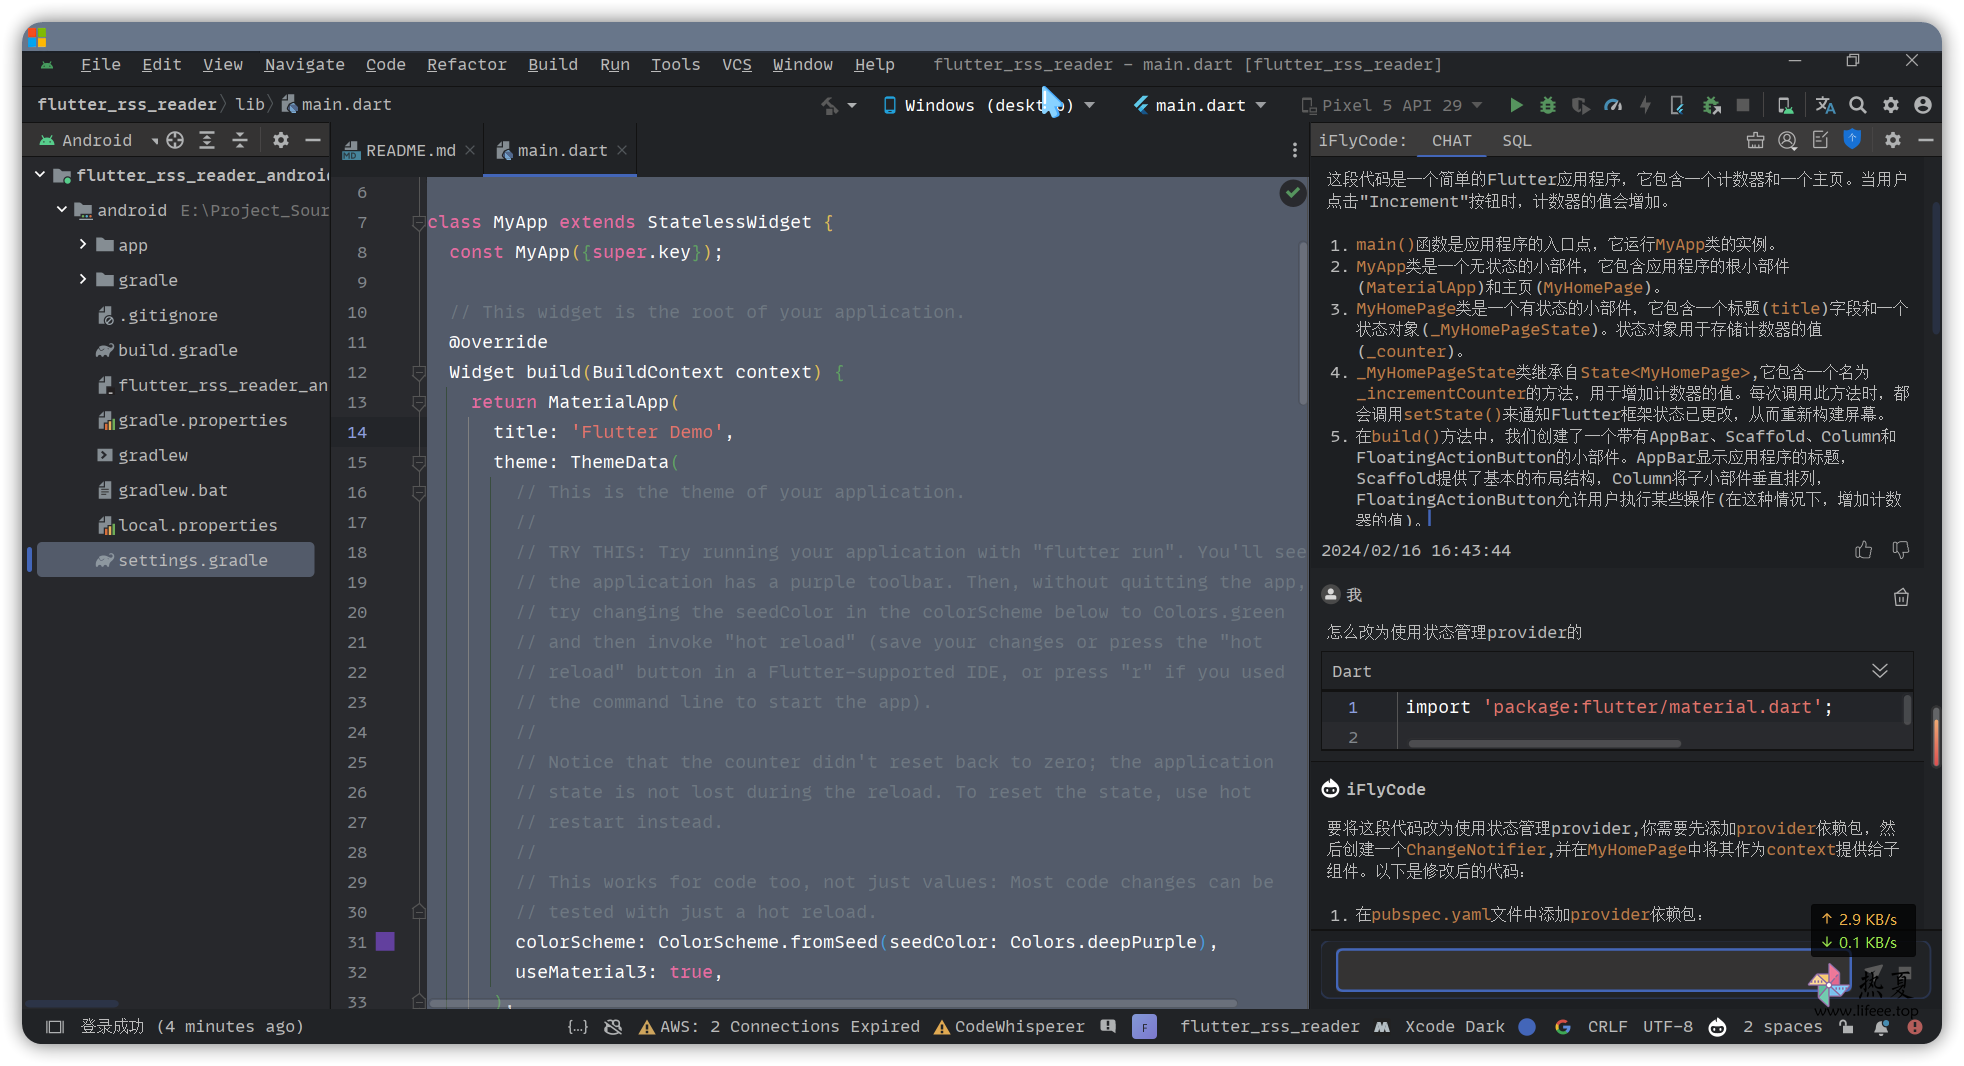 File Edit View Navigate Code Refactor Build Run Tools VCS Window Help flutter_rss_reader – main.dart [flutter_rss_reader]
flutter_rss_reader lib main.dart
Windows (desktop) main.dart Pixel 5 API 29
Android
README.md main.dart
iFlyCode: CHAT SQL
flutter_rss_reader_androi
android E:\Project_Sour
app
gradle
.gitignore
build.gradle
flutter_rss_reader_an
gradle.properties
gradlew
gradlew.bat
local.properties
settings.gradle
6
7 class MyApp extends StatelessWidget {
8 const MyApp({super.key});
9
10 // This widget is the root of your application.
11 @override
12 Widget build(BuildContext context) {
13 return MaterialApp(
14 title: 'Flutter Demo',
15 theme: ThemeData(
16 // This is the theme of your application.
17 //
18 // TRY THIS: Try running your application with "flutter run". You'll see
19 // the application has a purple toolbar. Then, without quitting the app,
20 // try changing the seedColor in the colorScheme below to Colors.green
21 // and then invoke "hot reload" (save your changes or press the "hot
22 // reload" button in a Flutter-supported IDE, or press "r" if you used
23 // the command line to start the app).
24 //
25 // Notice that the counter didn't reset back to zero; the application
26 // state is not lost during the reload. To reset the state, use hot
27 // restart instead.
28 //
29 // This works for code too, not just values: Most code changes can be
30 // tested with just a hot reload.
31 colorScheme: ColorScheme.fromSeed(seedColor: Colors.deepPurple),
32 useMaterial3: true,
33 ),
这段代码是一个简单的Flutter应用程序，它包含一个计数器和一个主页。当用户
点击"Increment"按钮时，计数器的值会增加。
1. main()函数是应用程序的入口点，它运行MyApp类的实例。
2. MyApp类是一个无状态的小部件，它包含应用程序的根小部件
(MaterialApp)和主页(MyHomePage)。
3. MyHomePage类是一个有状态的小部件，它包含一个标题(title)字段和一个
状态对象(_MyHomePageState)。状态对象用于存储计数器的值
(_counter)。
4. _MyHomePageState类继承自State<MyHomePage>,它包含一个名为
_incrementCounter的方法，用于增加计数器的值。每次调用此方法时，都
会调用setState()来通知Flutter框架状态已更改，从而重新构建屏幕。
5. 在build()方法中，我们创建了一个带有AppBar、Scaffold、Column和
FloatingActionButton的小部件。AppBar显示应用程序的标题，
Scaffold提供了基本的布局结构，Column将子小部件垂直排列，
FloatingActionButton允许用户执行某些操作(在这种情况下，增加计数
器的值)。
2024/02/16 16:43:44
我
怎么改为使用状态管理provider的
Dart
1 import 'package:flutter/material.dart';
2
iFlyCode
要将这段代码改为使用状态管理provider,你需要先添加provider依赖包，然
后创建一个ChangeNotifier,并在MyHomePage中将其作为context提供给子
组件。以下是修改后的代码：
1. 在pubspec.yaml文件中添加provider依赖包：
↑ 2.9 KB/s
↓ 0.1 KB/s
热夏
www.lifeee.top
登录成功 (4 minutes ago) {...} AWS: 2 Connections Expired CodeWhisperer F flutter_rss_reader Xcode Dark CRLF UTF-8 2 spaces